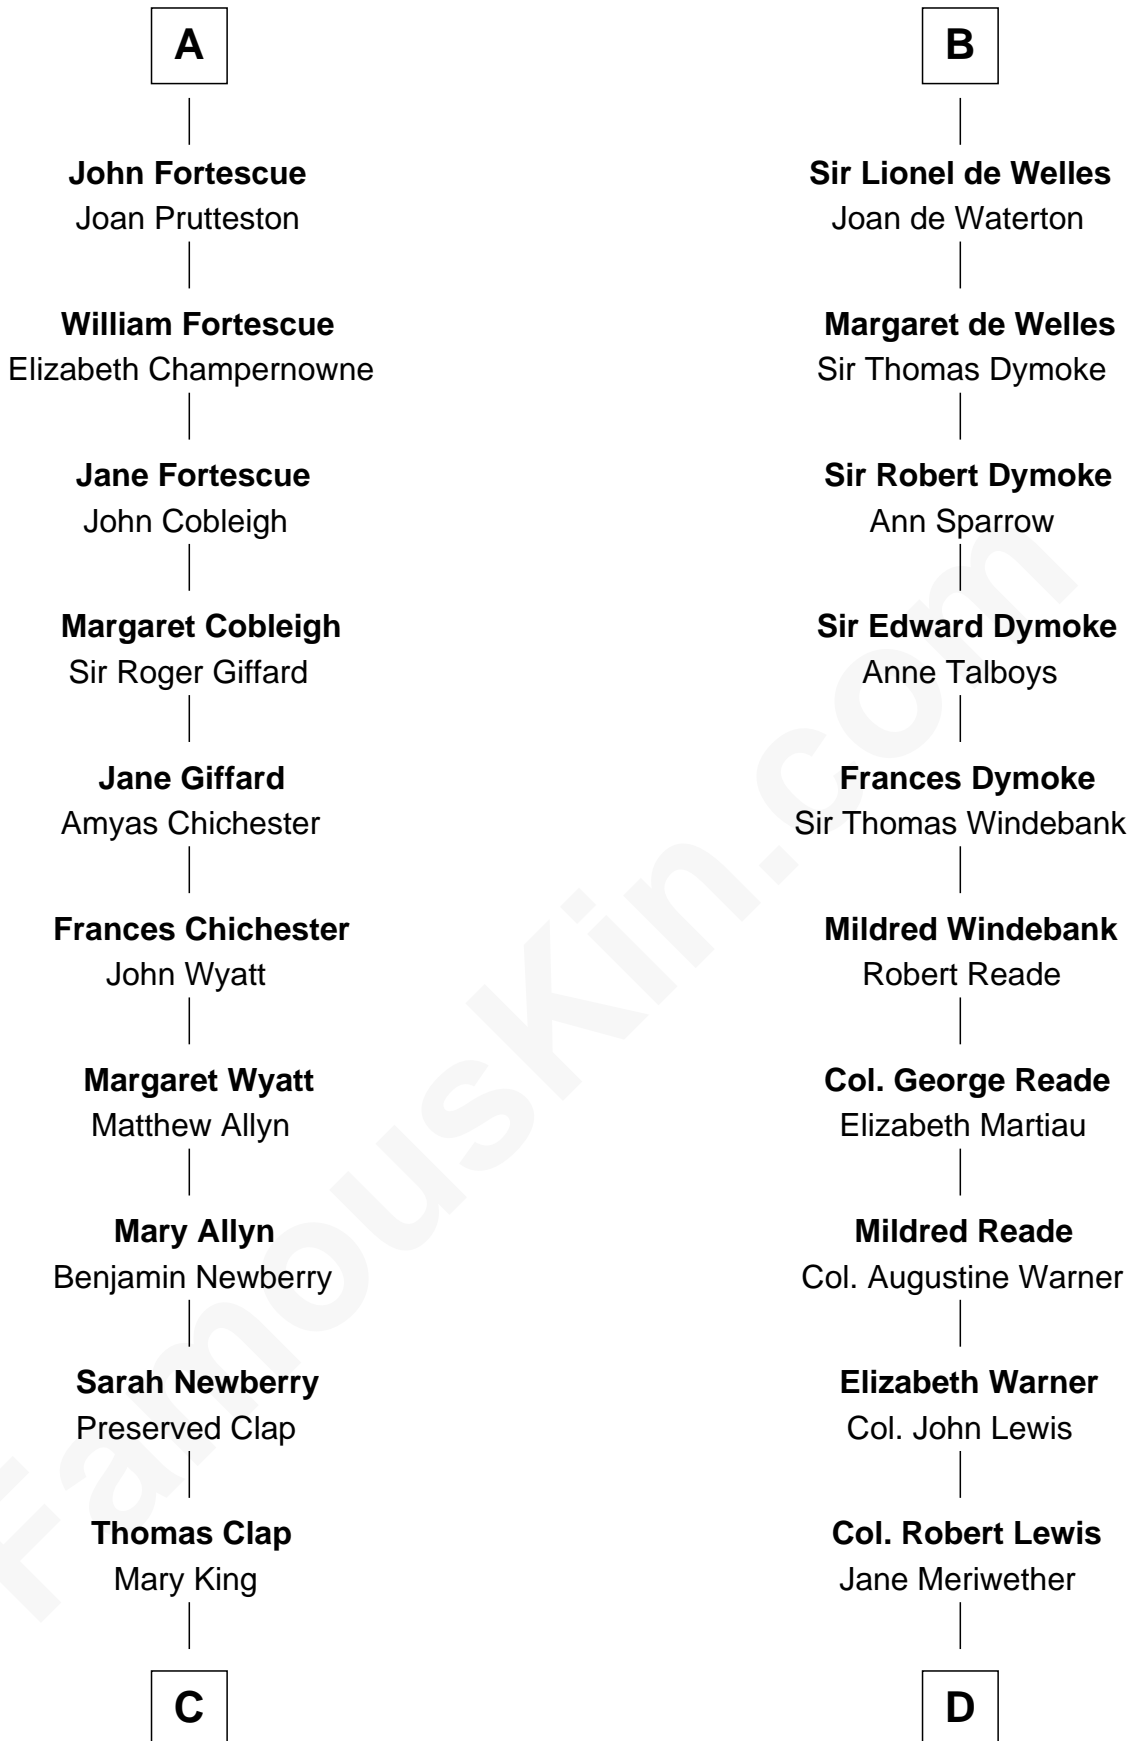 A
John Fortescue
Joan Prutteston
William Fortescue
Elizabeth Champernowne
Jane Fortescue
John Cobleigh
Margaret Cobleigh
Sir Roger Giffard
Jane Giffard
Amyas Chichester
Frances Chichester
John Wyatt
Margaret Wyatt
Matthew Allyn
Mary Allyn
Benjamin Newberry
Sarah Newberry
Preserved Clap
Thomas Clap
Mary King
C
B
Sir Lionel de Welles
Joan de Waterton
Margaret de Welles
Sir Thomas Dymoke
Sir Robert Dymoke
Ann Sparrow
Sir Edward Dymoke
Anne Talboys
Frances Dymoke
Sir Thomas Windebank
Mildred Windebank
Robert Reade
Col. George Reade
Elizabeth Martiau
Mildred Reade
Col. Augustine Warner
Elizabeth Warner
Col. John Lewis
Col. Robert Lewis
Jane Meriwether
D
FamousKin.com